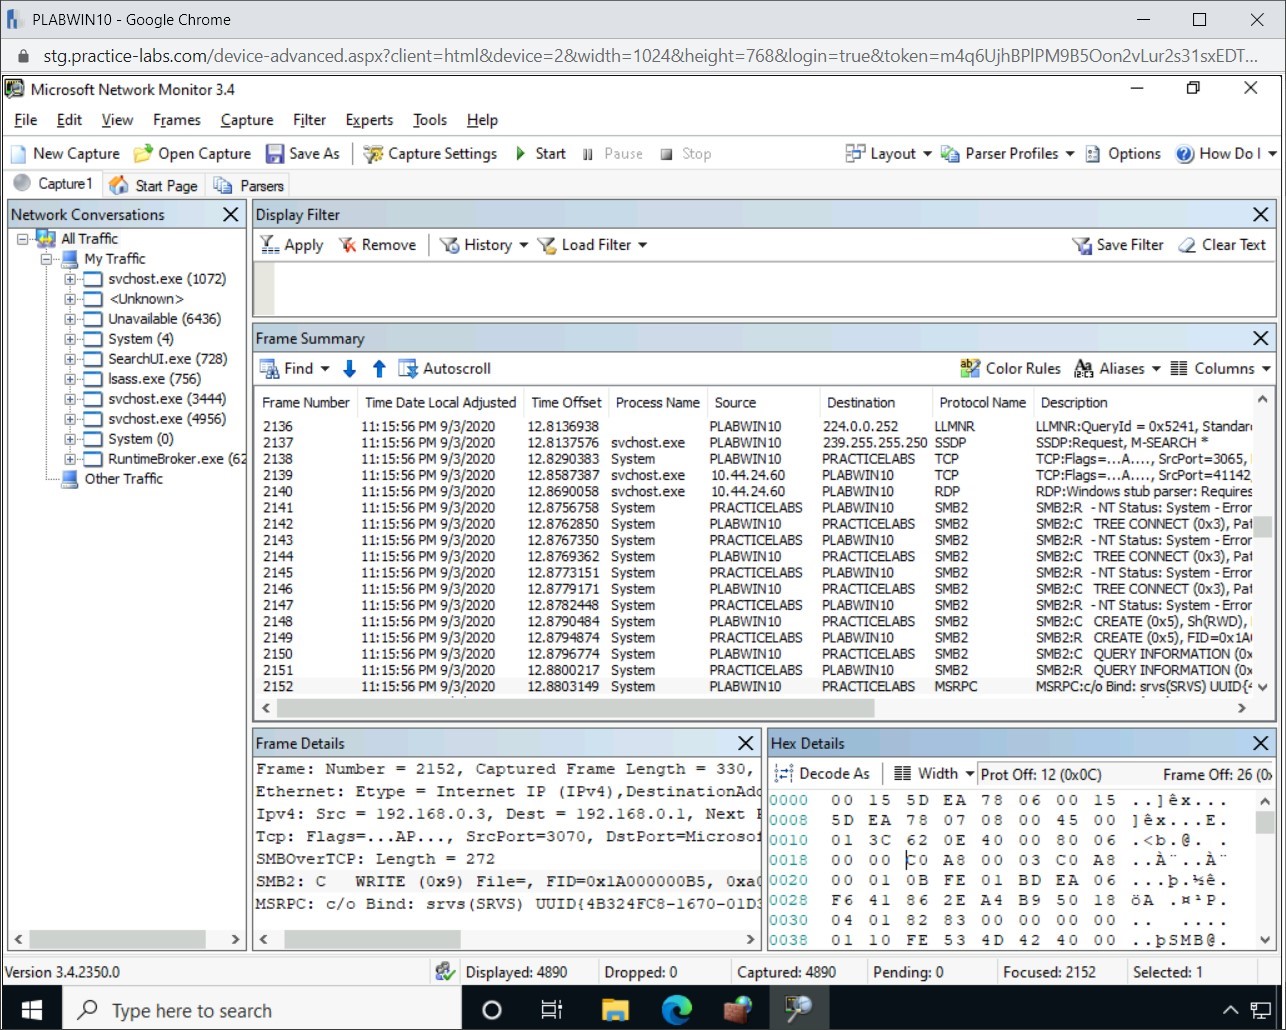 PLABWIN10 - Google Chrome
stg.practice-labs.com/device-advanced.aspx?client=html&device=2&width=1024&height=768&login=true&token=m4q6UjhBPlPM9B5Oon2vLur2s31sxEDT...
Microsoft Network Monitor 3.4
File Edit View Frames Capture Filter Experts Tools Help
New Capture Open Capture Save As Capture Settings Start Pause Stop Layout Parser Profiles Options How Do I
Capture1 Start Page Parsers
Network Conversations
All Traffic
My Traffic
svchost.exe (1072)
<Unknown>
Unavailable (6436)
System (4)
SearchUI.exe (728)
lsass.exe (756)
svchost.exe (3444)
svchost.exe (4956)
System (0)
RuntimeBroker.exe (62
Other Traffic
Display Filter
Apply Remove History Load Filter Save Filter Clear Text
Frame Summary
Find Autoscroll Color Rules Aliases Columns
Frame Number Time Date Local Adjusted Time Offset Process Name Source Destination Protocol Name Description
2136 11:15:56 PM 9/3/2020 12.8136938 PLABWIN10 224.0.0.252 LLMNR LLMNR:QueryId = 0x5241, Standard
2137 11:15:56 PM 9/3/2020 12.8137576 svchost.exe PLABWIN10 239.255.255.250 SSDP SSDP:Request, M-SEARCH *
2138 11:15:56 PM 9/3/2020 12.8290383 System PLABWIN10 PRACTICELABS TCP TCP:Flags=...A...., SrcPort=3065,
2139 11:15:56 PM 9/3/2020 12.8587387 svchost.exe 10.44.24.60 PLABWIN10 TCP TCP:Flags=...A...., SrcPort=41142,
2140 11:15:56 PM 9/3/2020 12.8690058 svchost.exe 10.44.24.60 PLABWIN10 RDP RDP:Windows stub parser: Requires
2141 11:15:56 PM 9/3/2020 12.8756758 System PRACTICELABS PLABWIN10 SMB2 SMB2:R - NT Status: System - Error
2142 11:15:56 PM 9/3/2020 12.8762850 System PLABWIN10 PRACTICELABS SMB2 SMB2:C TREE CONNECT (0x3), Pat
2143 11:15:56 PM 9/3/2020 12.8767350 System PRACTICELABS PLABWIN10 SMB2 SMB2:R - NT Status: System - Error
2144 11:15:56 PM 9/3/2020 12.8769362 System PLABWIN10 PRACTICELABS SMB2 SMB2:C TREE CONNECT (0x3), Pat
2145 11:15:56 PM 9/3/2020 12.8773151 System PRACTICELABS PLABWIN10 SMB2 SMB2:R - NT Status: System - Error
2146 11:15:56 PM 9/3/2020 12.8779171 System PLABWIN10 PRACTICELABS SMB2 SMB2:C TREE CONNECT (0x3), Pat
2147 11:15:56 PM 9/3/2020 12.8782448 System PRACTICELABS PLABWIN10 SMB2 SMB2:R - NT Status: System - Error
2148 11:15:56 PM 9/3/2020 12.8790484 System PLABWIN10 PRACTICELABS SMB2 SMB2:C CREATE (0x5), Sh(RWD),
2149 11:15:56 PM 9/3/2020 12.8794874 System PRACTICELABS PLABWIN10 SMB2 SMB2:R CREATE (0x5), FID=0x1A0
2150 11:15:56 PM 9/3/2020 12.8796774 System PLABWIN10 PRACTICELABS SMB2 SMB2:C QUERY INFORMATION (0x
2151 11:15:56 PM 9/3/2020 12.8800217 System PRACTICELABS PLABWIN10 SMB2 SMB2:R QUERY INFORMATION (0x
2152 11:15:56 PM 9/3/2020 12.8803149 System PLABWIN10 PRACTICELABS MSRPC MSRPC:c/o Bind: srvs(SRVS) UUID{4
Frame Details
Frame: Number = 2152, Captured Frame Length = 330,
Ethernet: Etype = Internet IP (IPv4),DestinationAdd
Ipv4: Src = 192.168.0.3, Dest = 192.168.0.1, Next P
Tcp: Flags=...AP..., SrcPort=3070, DstPort=Microsof
SMBOverTCP: Length = 272
SMB2: C WRITE (0x9) File=, FID=0x1A000000B5, 0xa0
MSRPC: c/o Bind: srvs(SRVS) UUID{4B324FC8-1670-01D3
Hex Details
Decode As Width Prot Off: 12 (0x0C) Frame Off: 26 (0x
0000 00 15 5D EA 78 06 00 15 ..]êx...
0008 5D EA 78 07 08 00 45 00 ]êx...E.
0010 01 3C 62 0E 40 00 80 06 .<b.@. .
0018 00 00 C0 A8 00 03 C0 A8 ..À¨..À¨
0020 00 01 0B FE 01 BD EA 06 ...þ.½ê.
0028 F6 41 86 2E A4 B9 50 18 öA .¤¹P.
0030 04 01 82 83 00 00 00 00 .. ....
0038 01 10 FE 53 4D 42 40 00 ..þSMB@.
Version 3.4.2350.0 Displayed: 4890 Dropped: 0 Captured: 4890 Pending: 0 Focused: 2152 Selected: 1
Type here to search